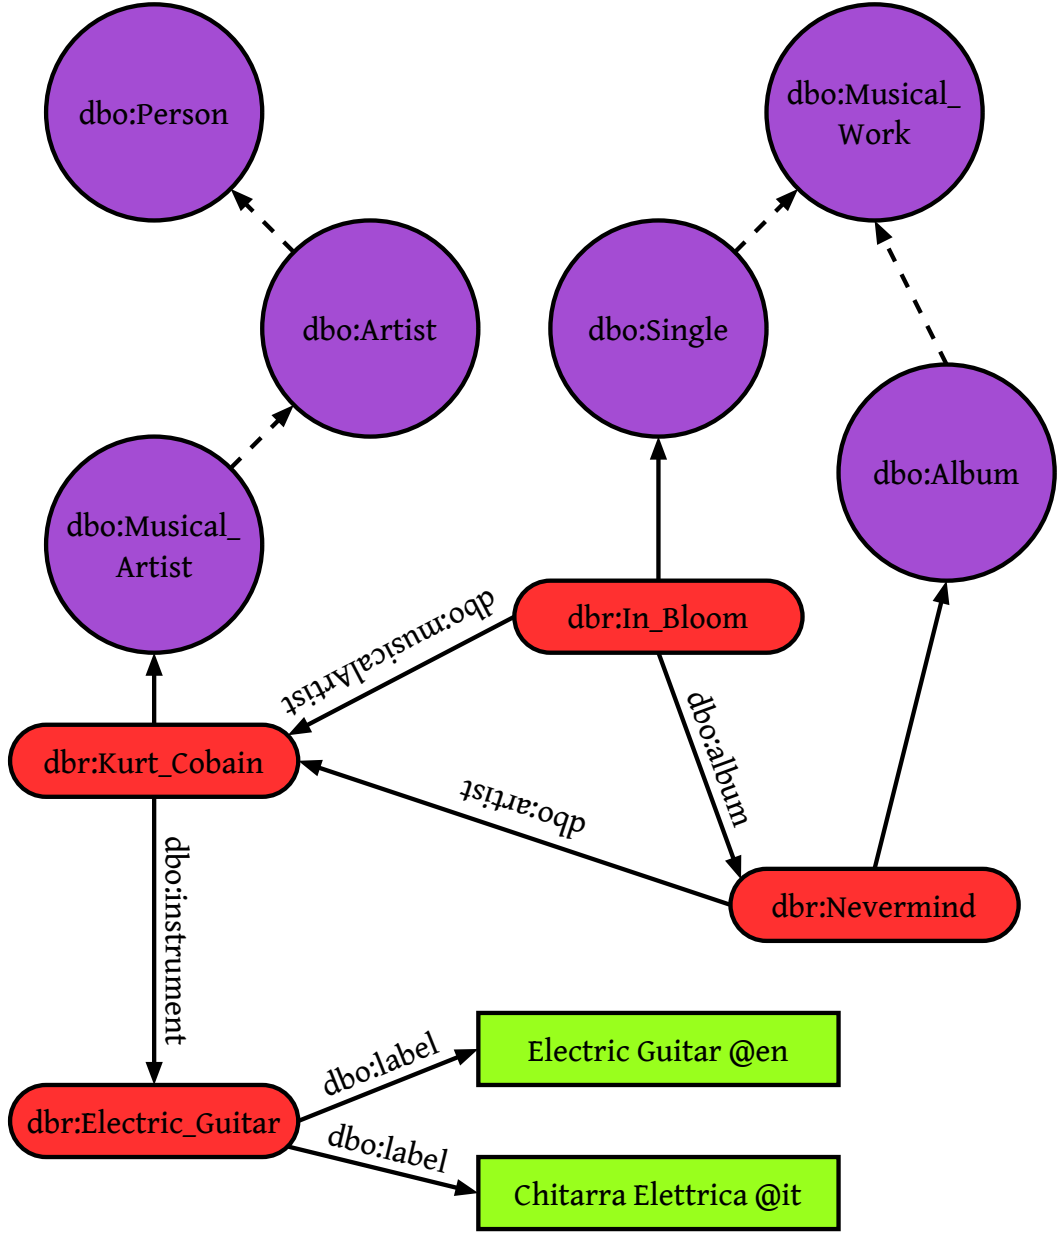 dbo:Person
dbo:Musical_
Work
dbo:Artist
dbo:Single
dbo:Album
dbo:Musical_
Artist
dbo:musicalArtist
dbr:In_Bloom
dbo:album
dbr:Kurt_Cobain
dbo:artist
dbo:instrument
dbr:Nevermind
dbo:label
Electric Guitar @en
dbr:Electric_Guitar
dbo:label
Chitarra Elettrica @it